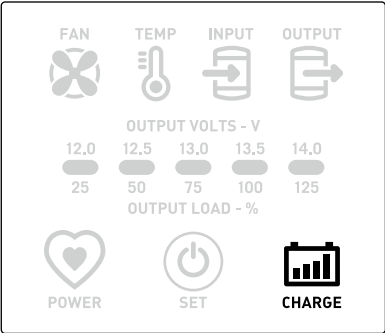 FAN TEMP INPUT OUTPUT
OUTPUT VOLTS - V
12.0 12.5 13.0 13.5 14.0
25 50 75 100 125
OUTPUT LOAD - %
POWER SET CHARGE